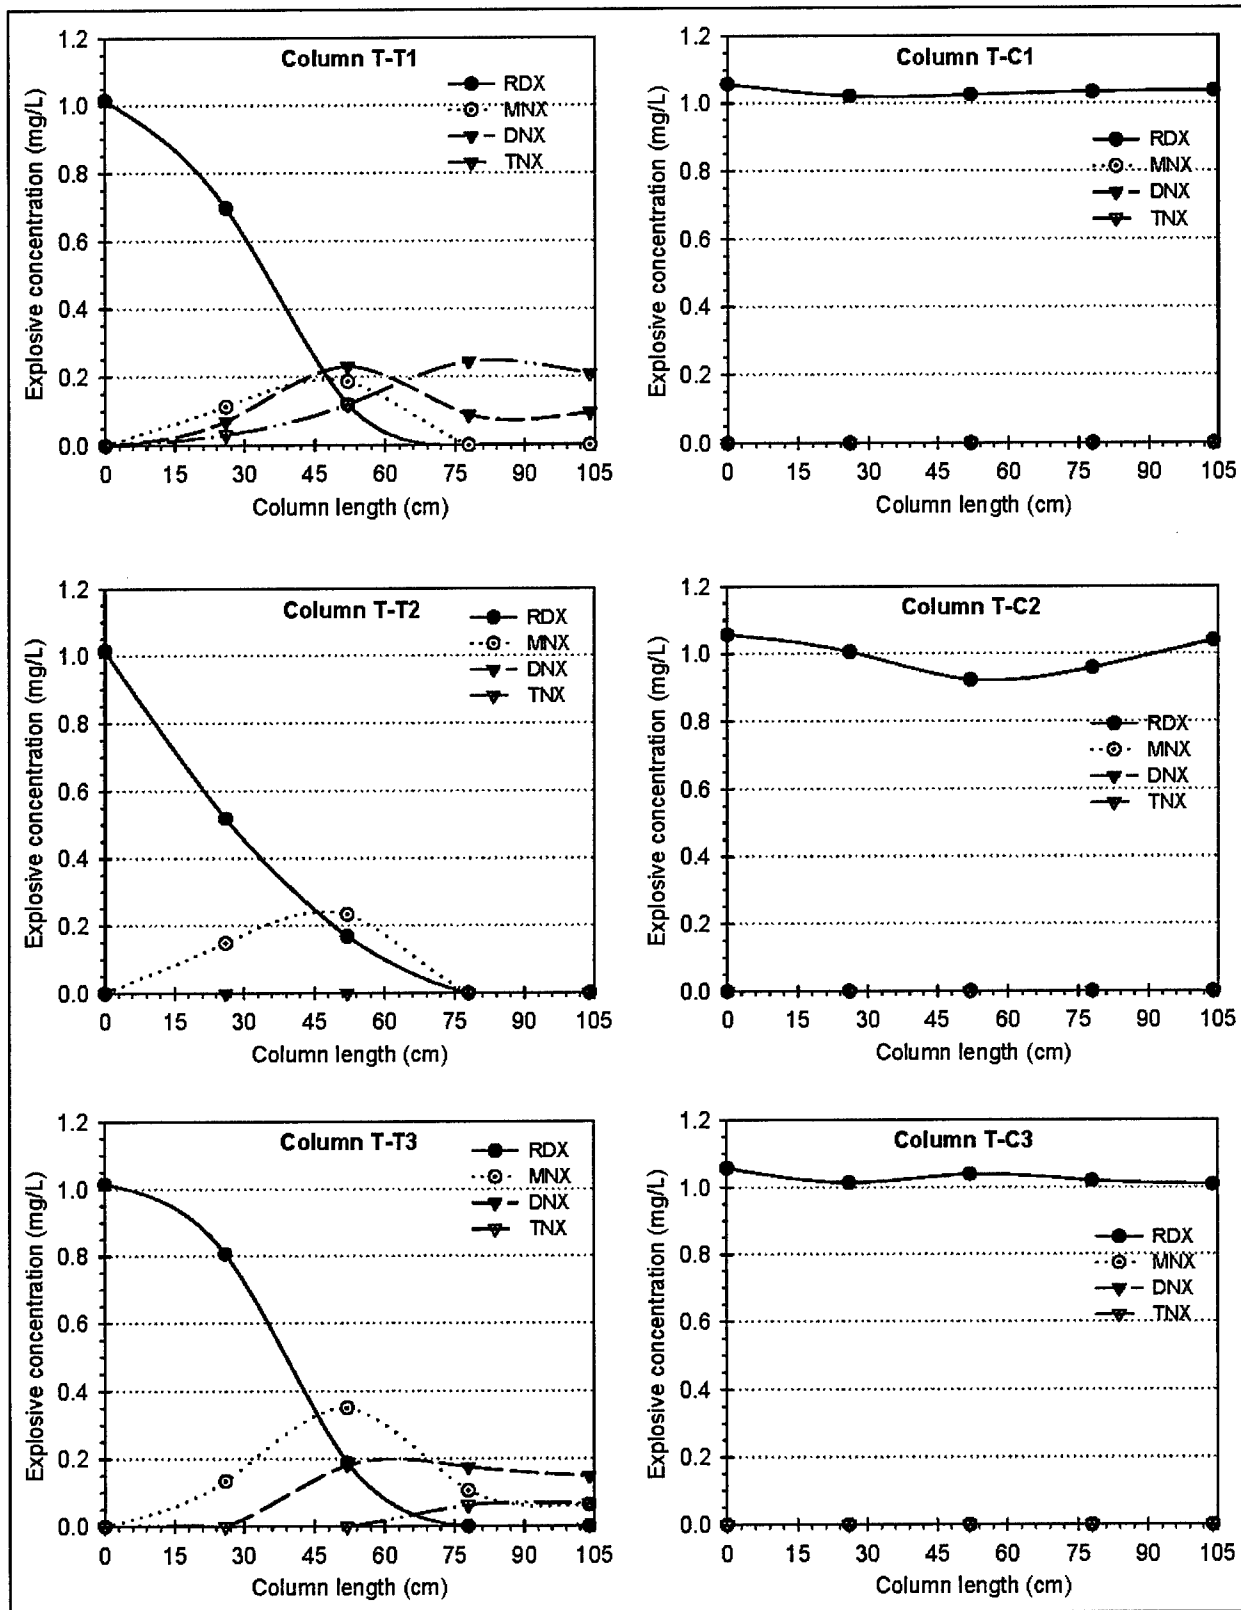 Column T-T1
RDX
MNX
DNX
TNX
Explosive concentration (mg/L)
1.2
1.0
0.8
0.6
0.4
0.2
0.0
0 15 30 45 60 75 90 105
Column length (cm)
Column T-C1
RDX
MNX
DNX
TNX
Explosive concentration (mg/L)
1.2
1.0
0.8
0.6
0.4
0.2
0.0
0 15 30 45 60 75 90 105
Column length (cm)
Column T-T2
RDX
MNX
DNX
TNX
Explosive concentration (mg/L)
1.2
1.0
0.8
0.6
0.4
0.2
0.0
0 15 30 45 60 75 90 105
Column length (cm)
Column T-C2
RDX
MNX
DNX
TNX
Explosive concentration (mg/L)
1.2
1.0
0.8
0.6
0.4
0.2
0.0
0 15 30 45 60 75 90 105
Column length (cm)
Column T-T3
RDX
MNX
DNX
TNX
Explosive concentration (mg/L)
1.2
1.0
0.8
0.6
0.4
0.2
0.0
0 15 30 45 60 75 90 105
Column length (cm)
Column T-C3
RDX
MNX
DNX
TNX
Explosive concentration (mg/L)
1.2
1.0
0.8
0.6
0.4
0.2
0.0
0 15 30 45 60 75 90 105
Column length (cm)